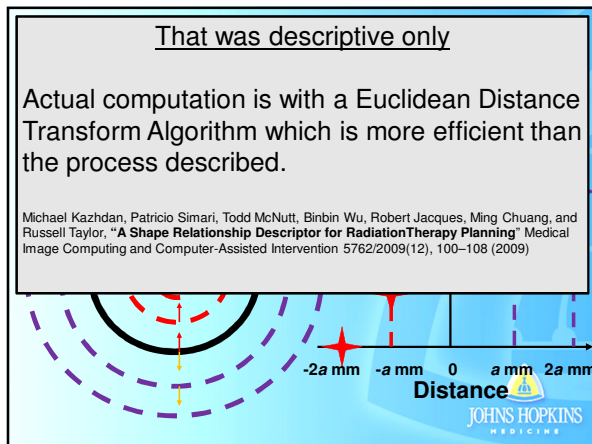 That was descriptive only
Actual computation is with a Euclidean Distance
Transform Algorithm which is more efficient than
the process described.
Michael Kazhdan, Patricio Simari, Todd McNutt, Binbin Wu, Robert Jacques, Ming Chuang, and
Russell Taylor, “A Shape Relationship Descriptor for RadiationTherapy Planning” Medical
Image Computing and Computer-Assisted Intervention 5762/2009(12), 100–108 (2009)
-2a mm -a mm 0 a mm 2a mm
Distance
JOHNS HOPKINS
MEDICINE